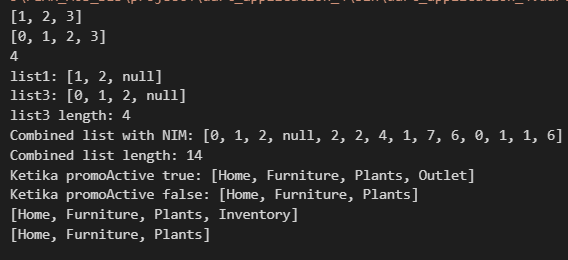 [1, 2, 3]
[0, 1, 2, 3]
4
list1: [1, 2, null]
list3: [0, 1, 2, null]
list3 length: 4
Combined list with NIM: [0, 1, 2, null, 2, 2, 4, 1, 7, 6, 0, 1, 1, 6]
Combined list length: 14
Ketika promoActive true: [Home, Furniture, Plants, Outlet]
Ketika promoActive false: [Home, Furniture, Plants]
[Home, Furniture, Plants, Inventory]
[Home, Furniture, Plants]